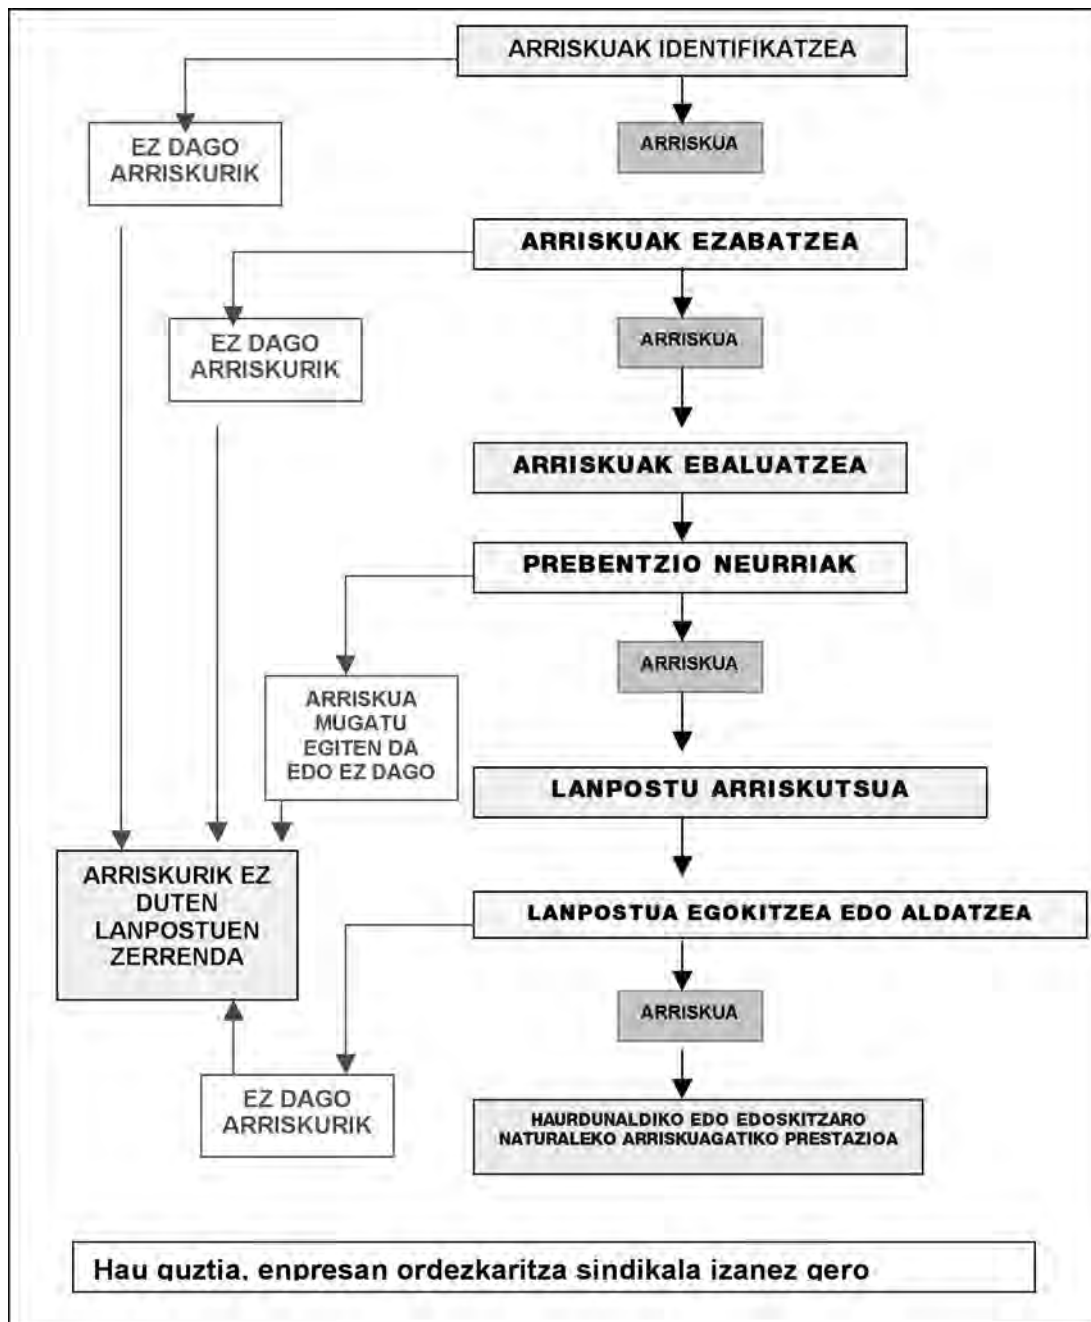 ARRISKUAK IDENTIFIKATZEA
EZ DAGO
ARRISKURIK
ARRISKUA
ARRISKUAK EZABATZEA
EZ DAGO
ARRISKURIK
ARRISKUA
ARRISKUAK EBALUATZEA
PREBENTZIO NEURRIAK
ARRISKUA
ARRISKUA
MUGATU
EGITEN DA
EDO EZ DAGO
LANPOSTU ARRISKUTSUA
ARRISKURIK EZ
DUTEN
LANPOSTUEN
ZERRENDA
LANPOSTUA EGOKITZEA EDO ALDATZEA
ARRISKUA
EZ DAGO
ARRISKURIK
HAURDUNALDIKO EDO EDOSKITZARO
NATURALEKO ARRISKUAGATIKO PRESTAZIOA
Hau guztia, enpresan ordezkaritza sindikala izanez gero